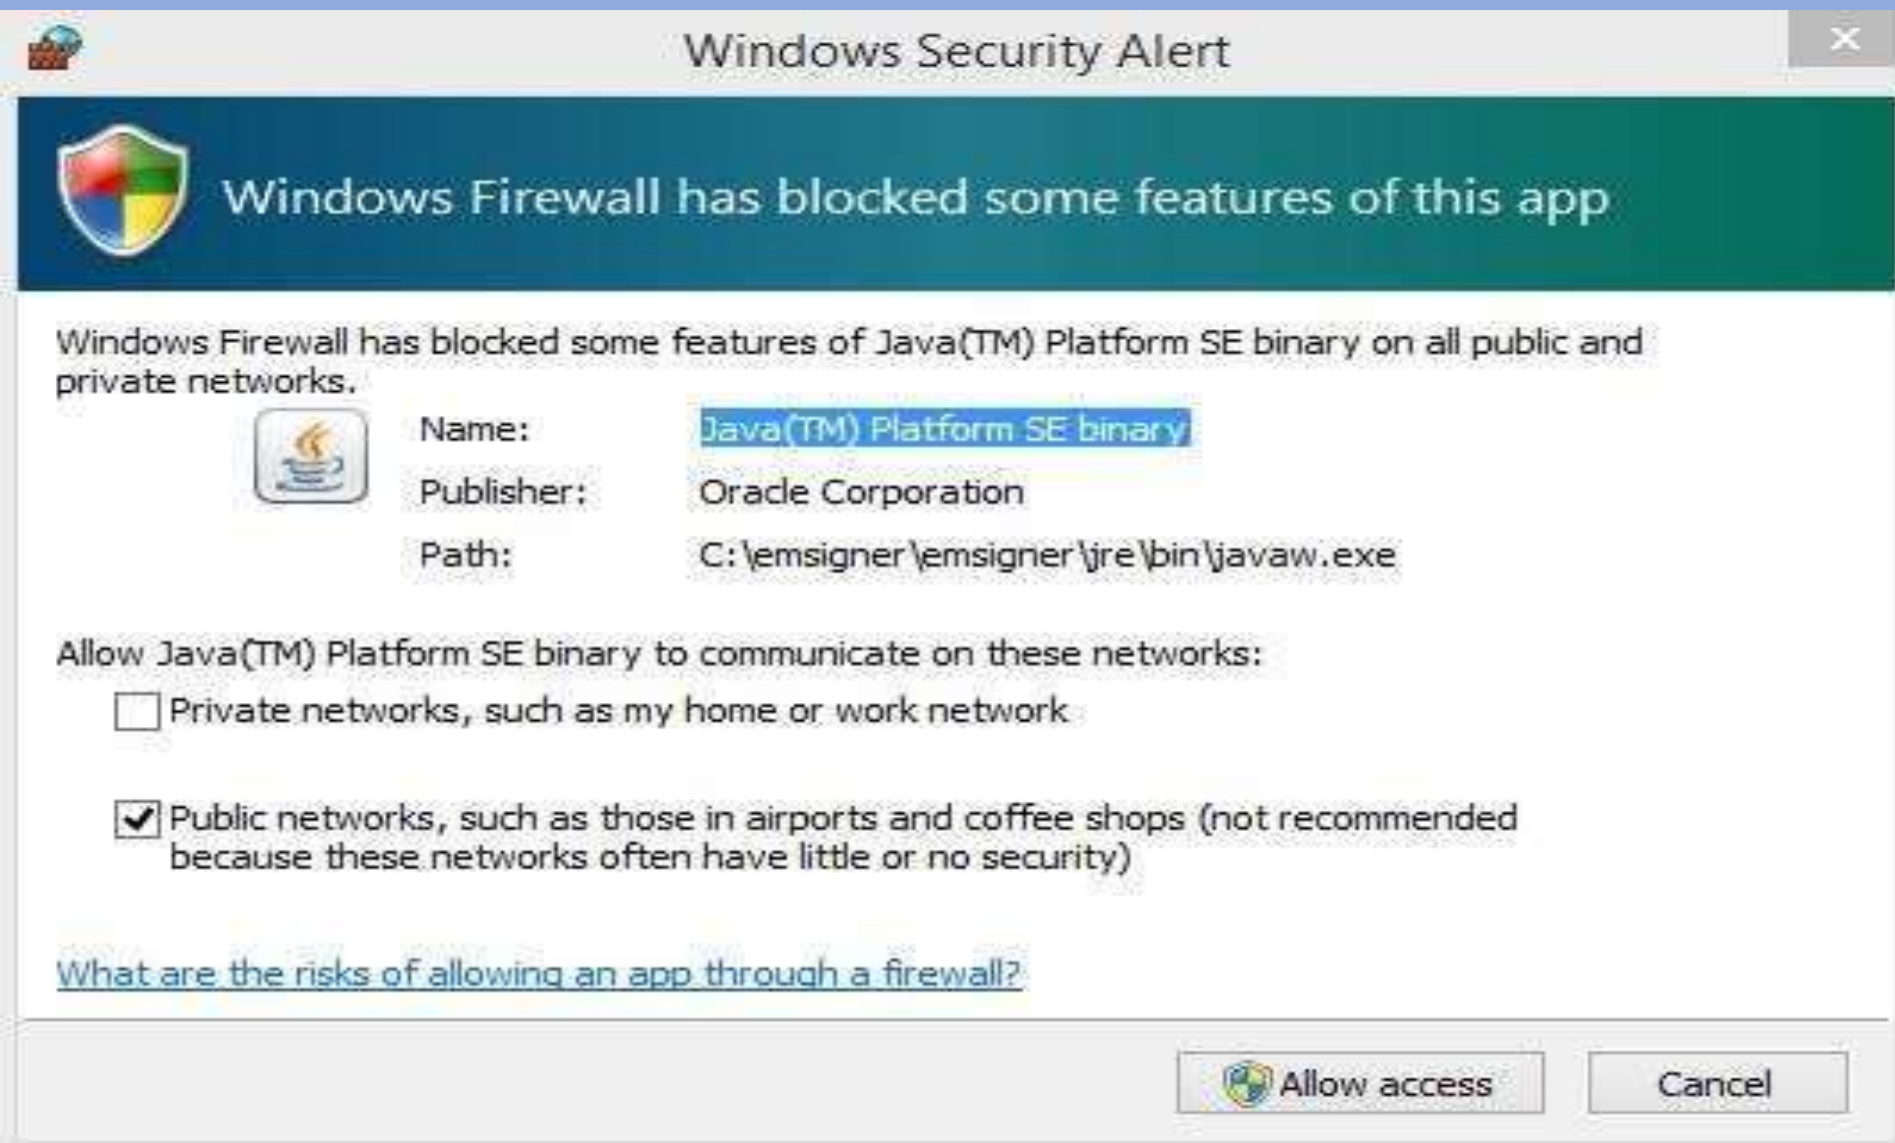 Windows Security Alert
Windows Firewall has blocked some features of this app
Windows Firewall has blocked some features of Java(TM) Platform SE binary on all public and
private networks.
Name: Java(TM) Platform SE binary
Publisher: Oracle Corporation
Path: C:\emsigner\emsigner\jre\bin\javaw.exe
Allow Java(TM) Platform SE binary to communicate on these networks:
Private networks, such as my home or work network
Public networks, such as those in airports and coffee shops (not recommended
because these networks often have little or no security)
What are the risks of allowing an app through a firewall?
Allow access Cancel